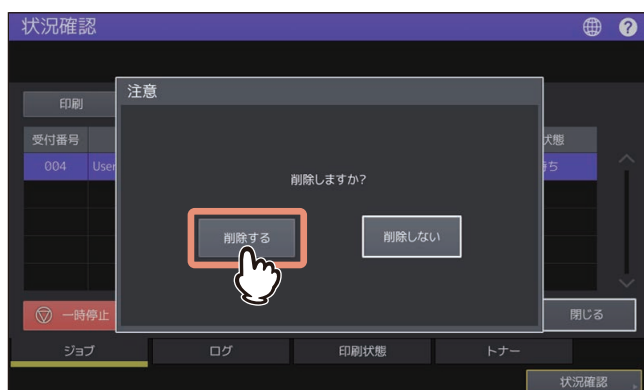 状況確認
?
注意
印刷
受付番号
状態
004 User
待ち
削除しますか?
削除する
削除しない
一時停止
閉じる
ジョブ
ログ
印刷状態
トナー
状況確認